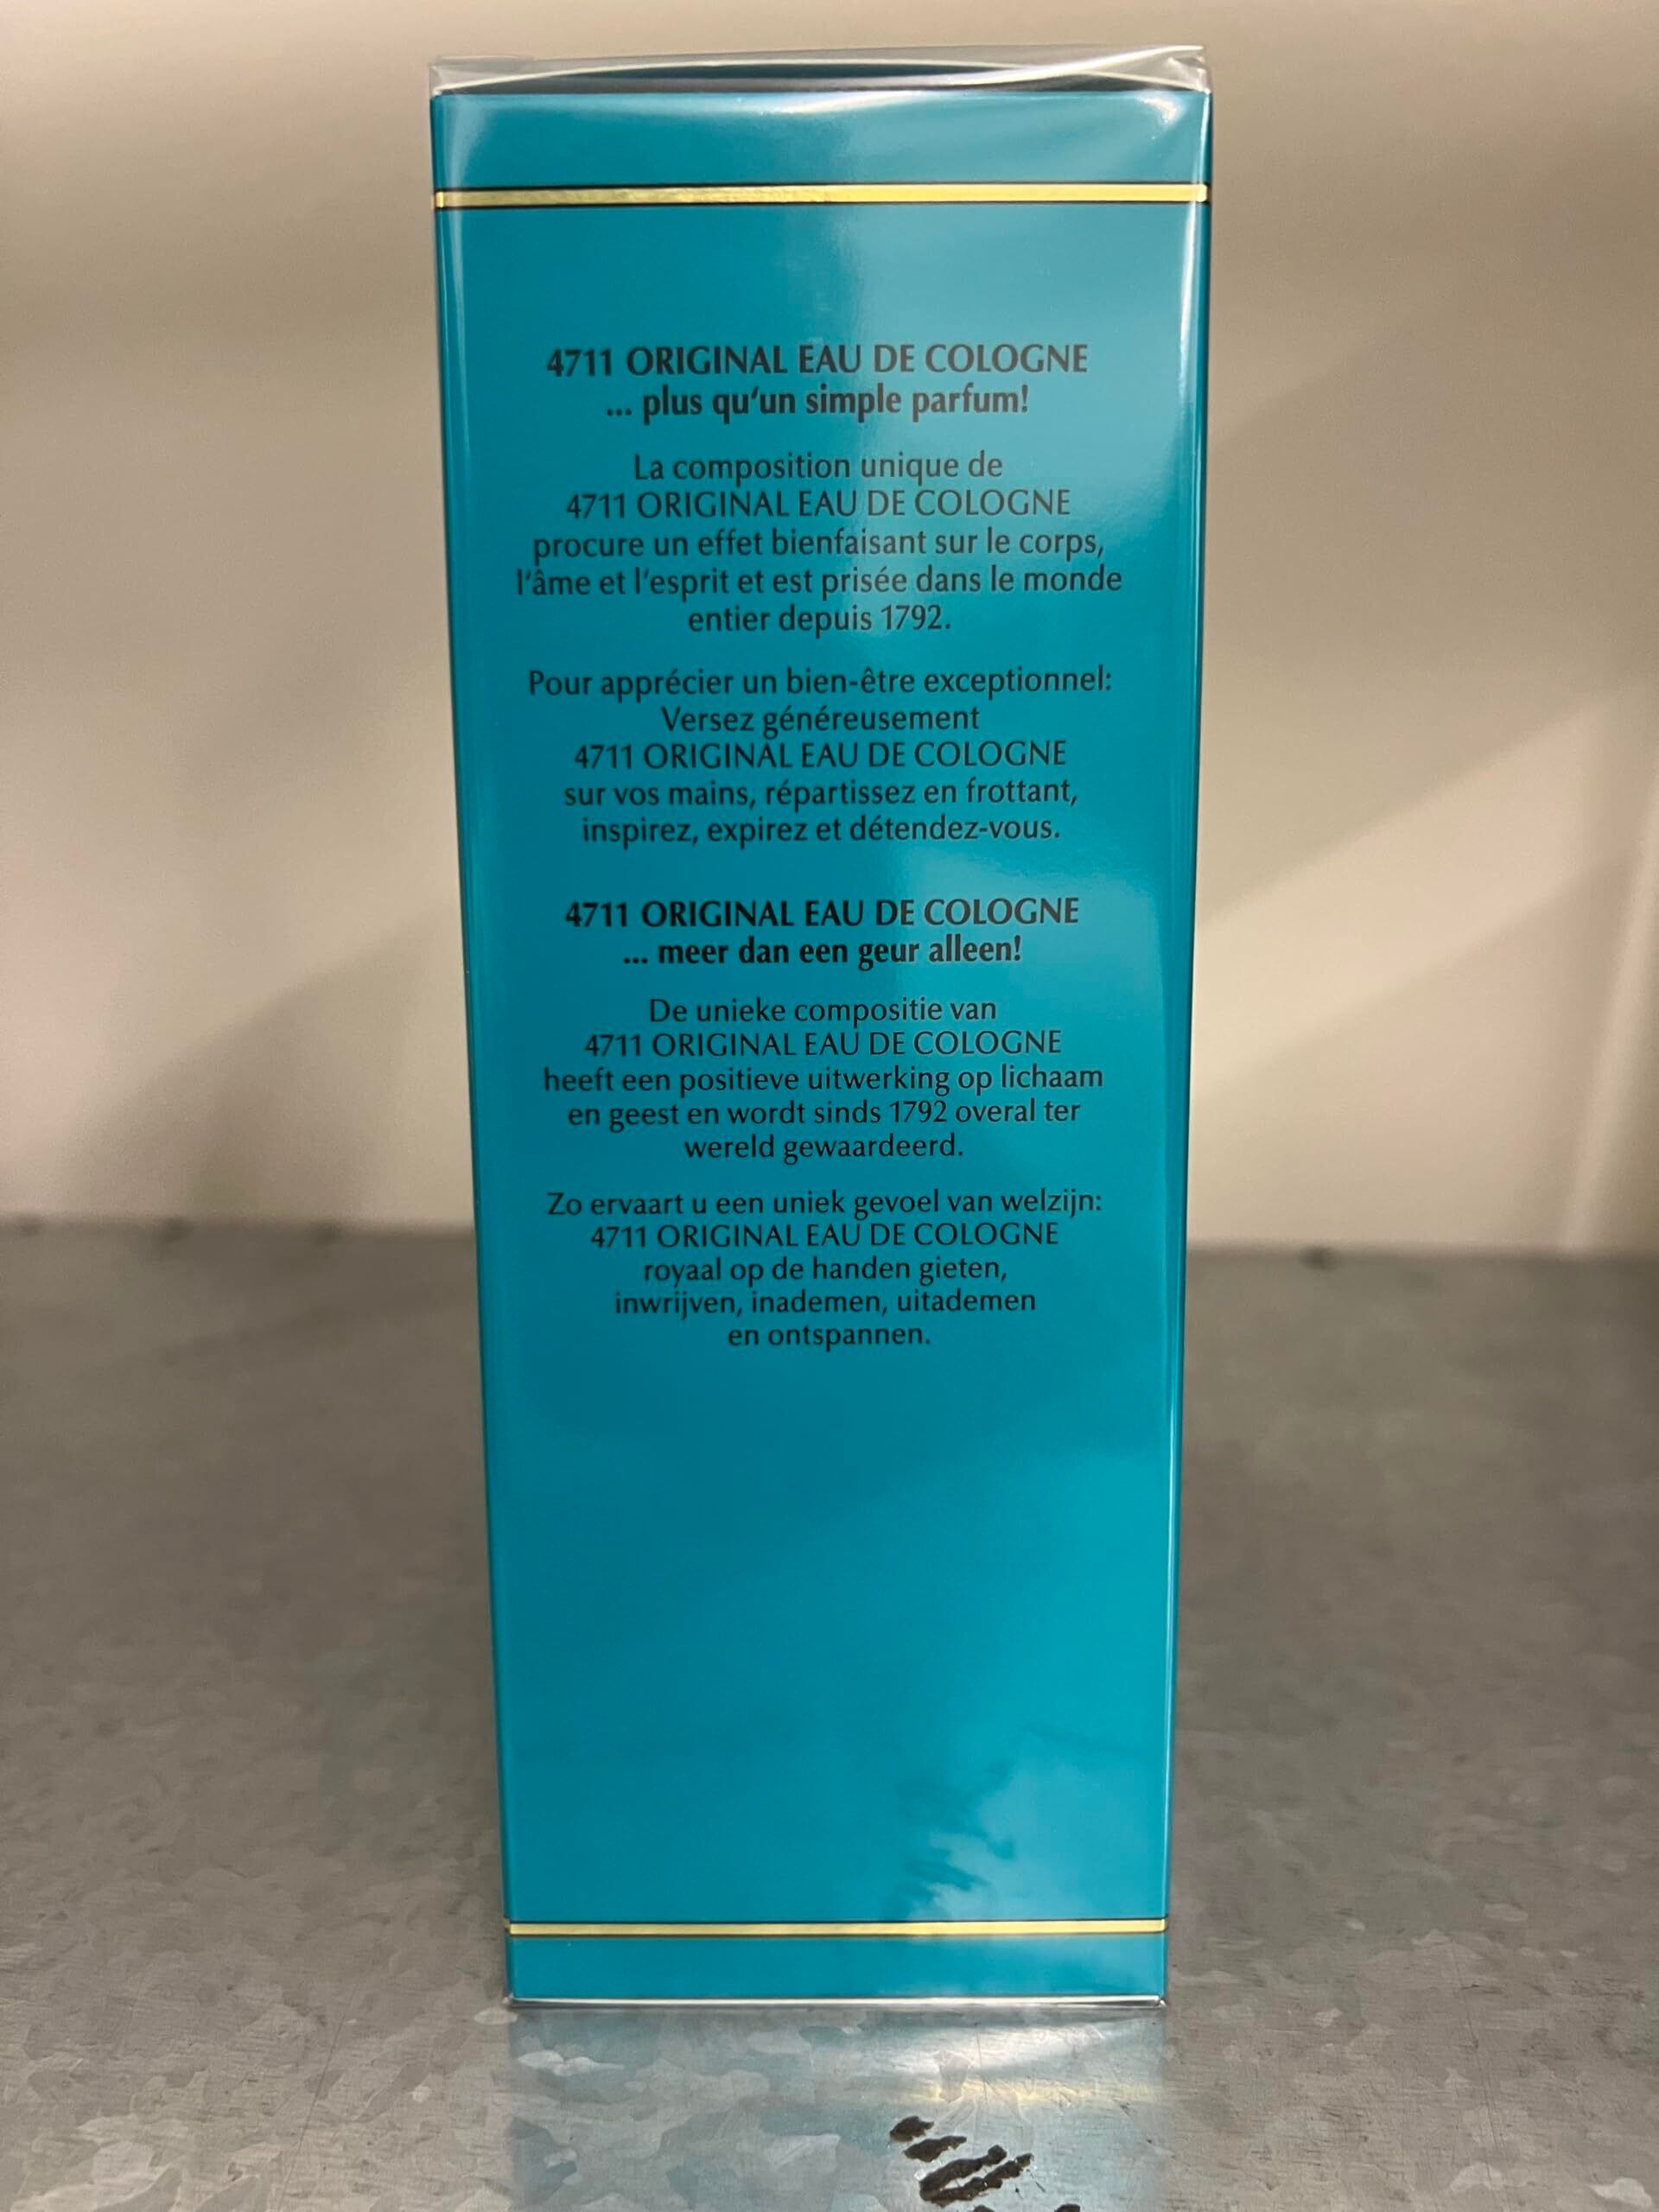 4711 ORIGINAL EAU DE COLOGNE
... plus qu'un simple parfum!
La composition unique de
4711 ORIGINAL EAU DE COLOGNE
procure un effet bienfaisant sur le corps,
l'âme et l'esprit et est prisée dans le monde
entier depuis 1792.
Pour apprécier un bien-être exceptionnel:
Versez généreusement
4711 ORIGINAL EAU DE COLOGNE
sur vos mains, répartissez en frottant,
inspirez, expirez et détendez-vous.
4711 ORIGINAL EAU DE COLOGNE
... meer dan een geur alleen!
De unieke compositie van
4711 ORIGINAL EAU DE COLOGNE
heeft een positieve uitwerking op lichaam
en geest en wordt sinds 1792 overal ter
wereld gewaardeerd.
Zo ervaart u een uniek gevoel van welzijn:
4711 ORIGINAL EAU DE COLOGNE
royaal op de handen gieten,
inwrijven, inademen, uitademen
en ontspannen.